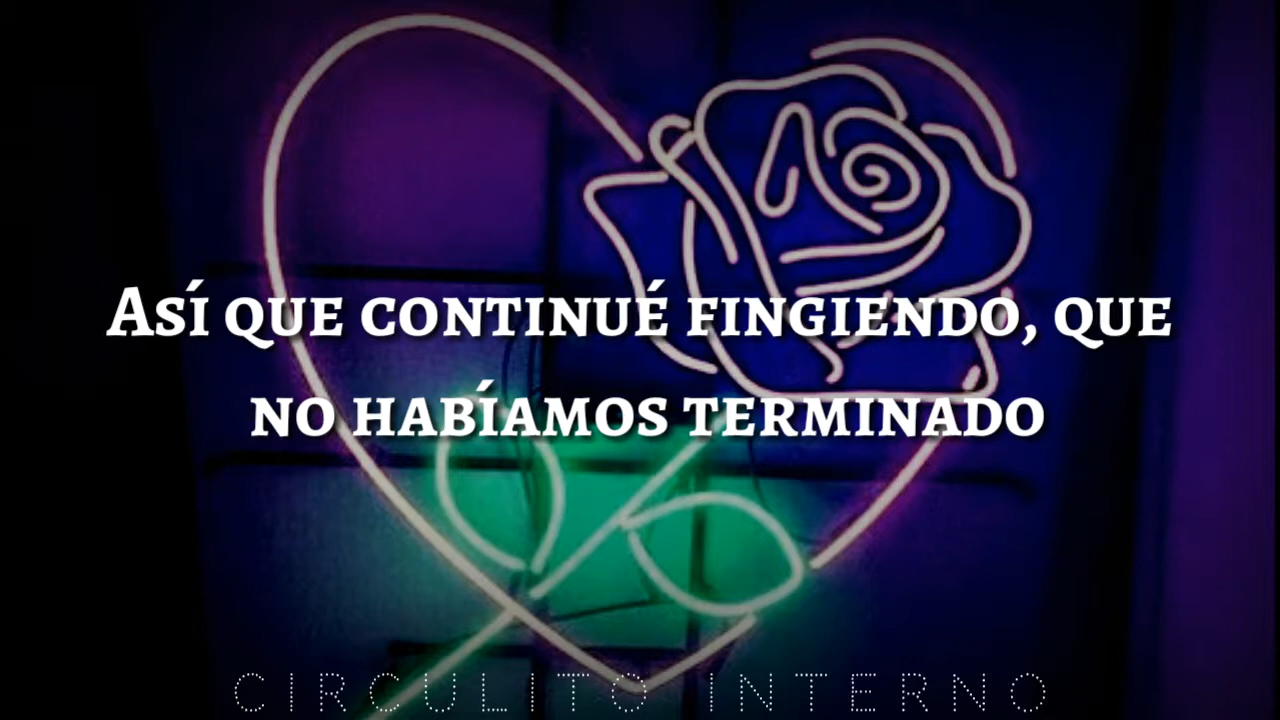 Así que continué fingiendo, que
no habíamos terminado
CIRCULITO INTERNO